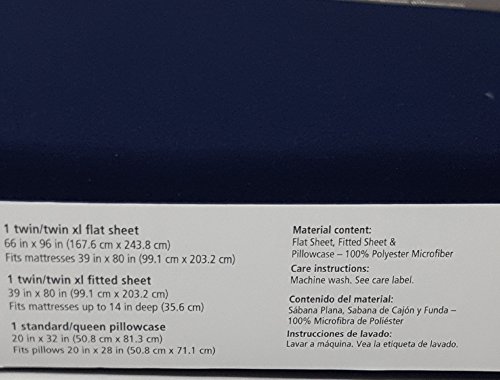 1 twin/twin xl flat sheet
66 in x 96 in (167.6 cm x 243.8 cm)
Fits mattresses 39 in x 80 in (99.1 cm x 203.2 cm)
1 twin/twin xl fitted sheet
39 in x 80 in (99.1 cm x 203.2 cm)
Fits mattresses up to 14 in deep (35.6 cm)
1 standard/queen pillowcase
20 in x 32 in (50.8 cm x 81.3 cm)
Fits pillows 20 in x 28 in (50.8 cm x 71.1 cm)
Material content:
Flat Sheet, Fitted Sheet &
Pillowcase – 100% Polyester Microfiber
Care instructions:
Machine wash. See care label.
Contenido del material:
Sábana Plana, Sabana de Cajón y Funda –
100% Microfibra de Poliéster
Instrucciones de lavado:
Lavar a máquina. Vea la etiqueta de lavado.